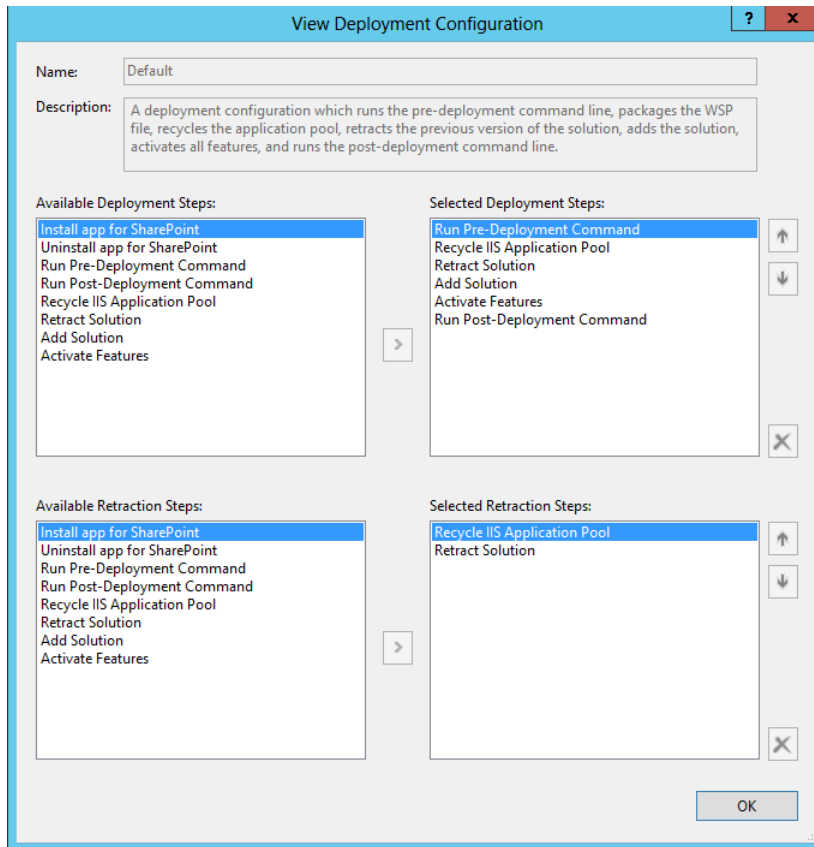 View Deployment Configuration
?
x
Name:
Default
Description:
A deployment configuration which runs the pre-deployment command line, packages the WSP
file, recycles the application pool, retracts the previous version of the solution, adds the solution,
activates all features, and runs the post-deployment command line.
Available Deployment Steps:
Install app for SharePoint
Uninstall app for SharePoint
Run Pre-Deployment Command
Run Post-Deployment Command
Recycle IIS Application Pool
Retract Solution
Add Solution
Activate Features
>
Selected Deployment Steps:
Run Pre-Deployment Command
Recycle IIS Application Pool
Retract Solution
Add Solution
Activate Features
Run Post-Deployment Command
Available Retraction Steps:
Install app for SharePoint
Uninstall app for SharePoint
Run Pre-Deployment Command
Run Post-Deployment Command
Recycle IIS Application Pool
Retract Solution
Add Solution
Activate Features
>
Selected Retraction Steps:
Recycle IIS Application Pool
Retract Solution
OK